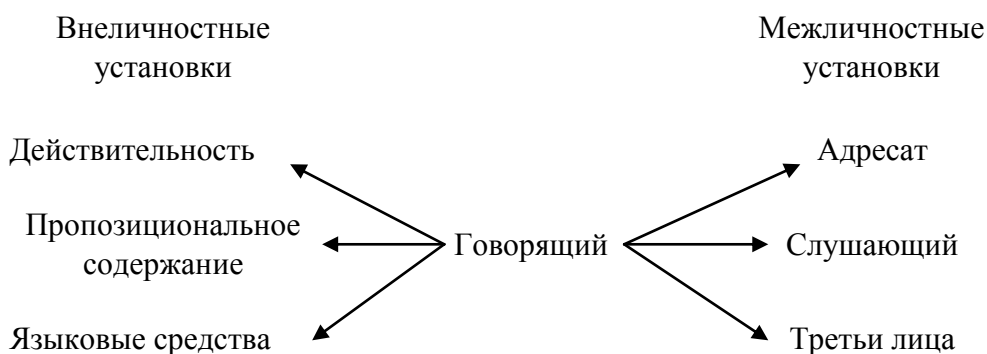 Внеличностные
установки
Межличностные
установки
Действительность
Адресат
Пропозициональное
содержание
Говорящий
Слушающий
Языковые средства
Третьи лица